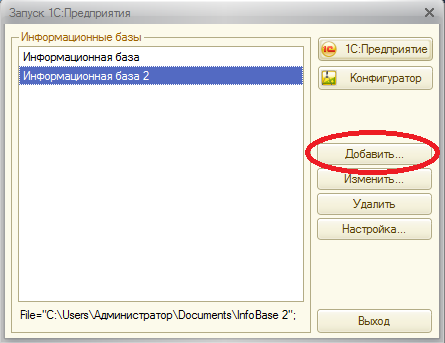 Запуск 1С:Предприятия
Информационные базы
Информационная база
Информационная база 2
1С:Предприятие
Конфигуратор
Добавить...
Изменить...
Удалить
Настройка...
File="C:\Users\Администратор\Documents\InfoBase 2";
Выход